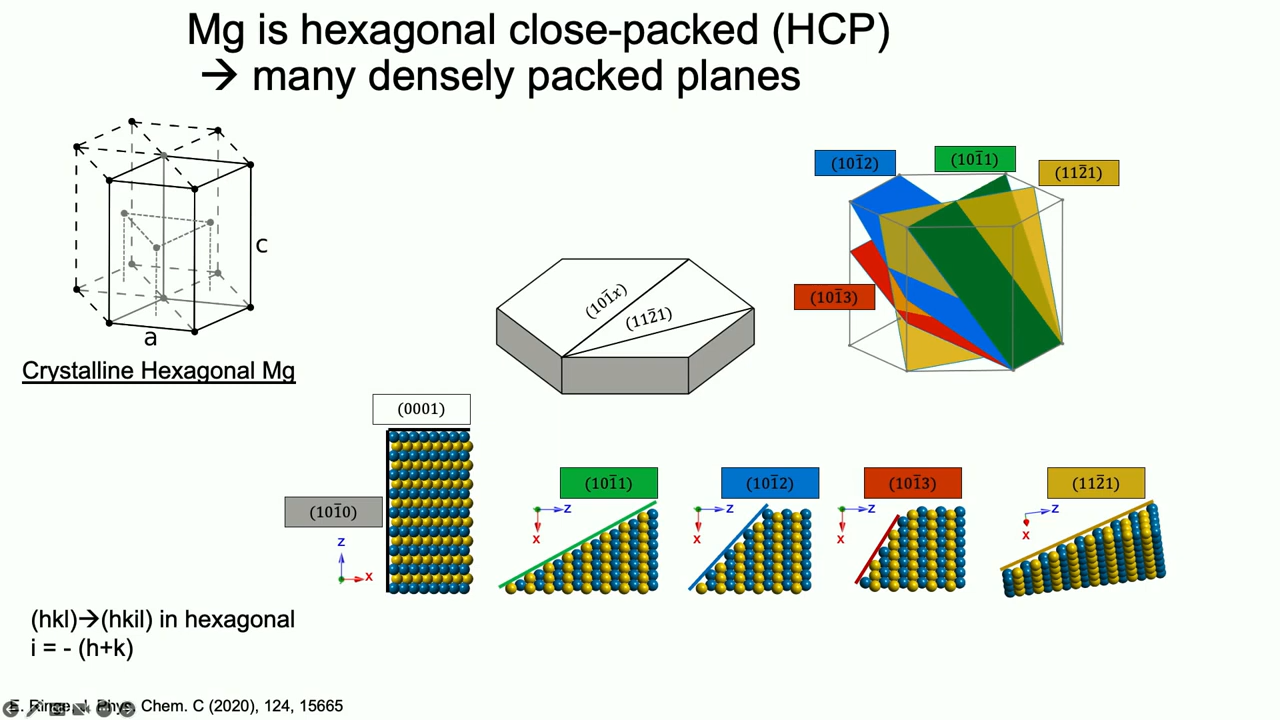 Mg is hexagonal close-packed (HCP)
→ many densely packed planes
c
a
Crystalline Hexagonal Mg
(101̅x)
(112̅1)
(101̅2)
(101̅1)
(112̅1)
(101̅3)
(0001)
(101̅0)
z
x
(101̅1)
z
x
(101̅2)
z
x
(101̅3)
z
x
(112̅1)
z
x
(hkl)→(hkil) in hexagonal
i = - (h+k)
E. Ringe, J. Phys. Chem. C (2020), 124, 15665